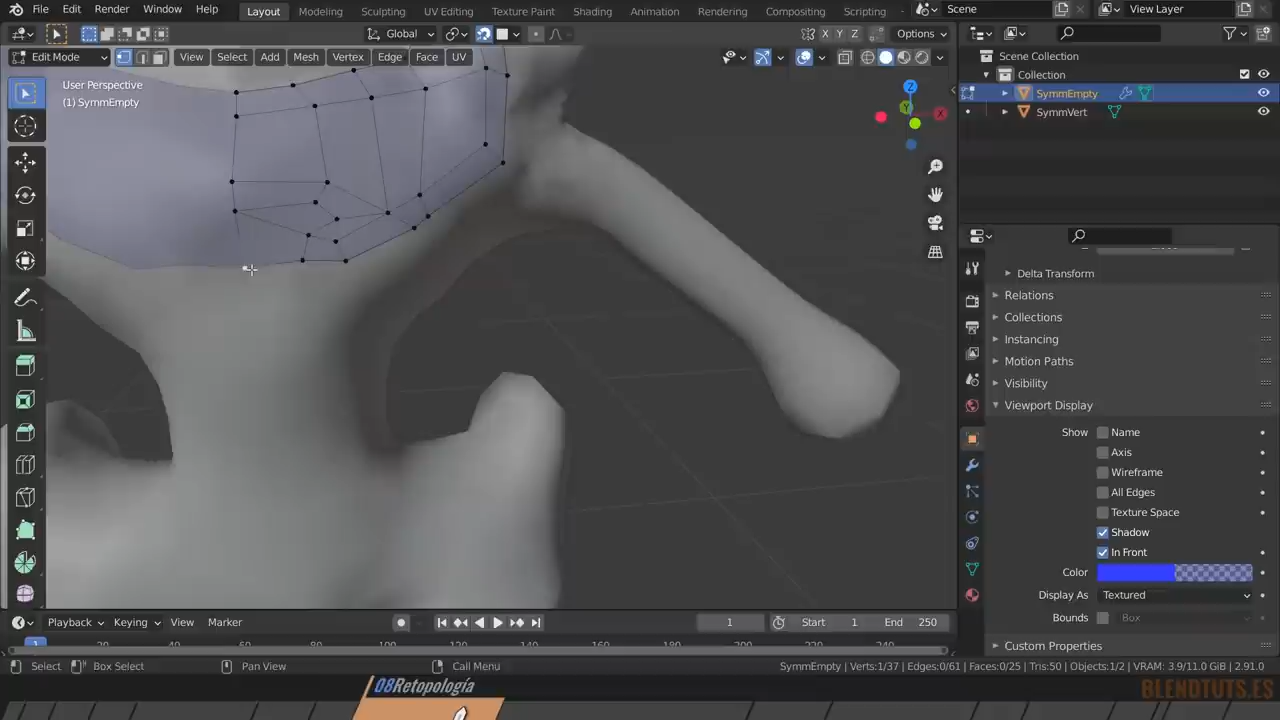 File Edit Render Window Help Layout Modeling Sculpting UV Editing Texture Paint Shading Animation Rendering Compositing Scripting Scene View Layer
Global X Y Z Options
Edit Mode View Select Add Mesh Vertex Edge Face UV
Scene Collection
Collection
SymmEmpty
SymmVert
User Perspective
(1) SymmEmpty
Z
Y
X
Delta Transform
Relations
Collections
Instancing
Motion Paths
Visibility
Viewport Display
Show Name
Axis
Wireframe
All Edges
Texture Space
Shadow
In Front
Color
Display As Textured
Bounds Box
Custom Properties
Playback Keying View Marker 1 Start 1 End 250
1
Select Box Select Pan View Call Menu SymmEmpty | Verts:1/37 | Edges:0/61 | Faces:0/25 | Tris:50 | Objects:1/2 | VRAM: 3.9/11.0 GiB | 2.91.0
08Retopología
BLENDTUTS.ES